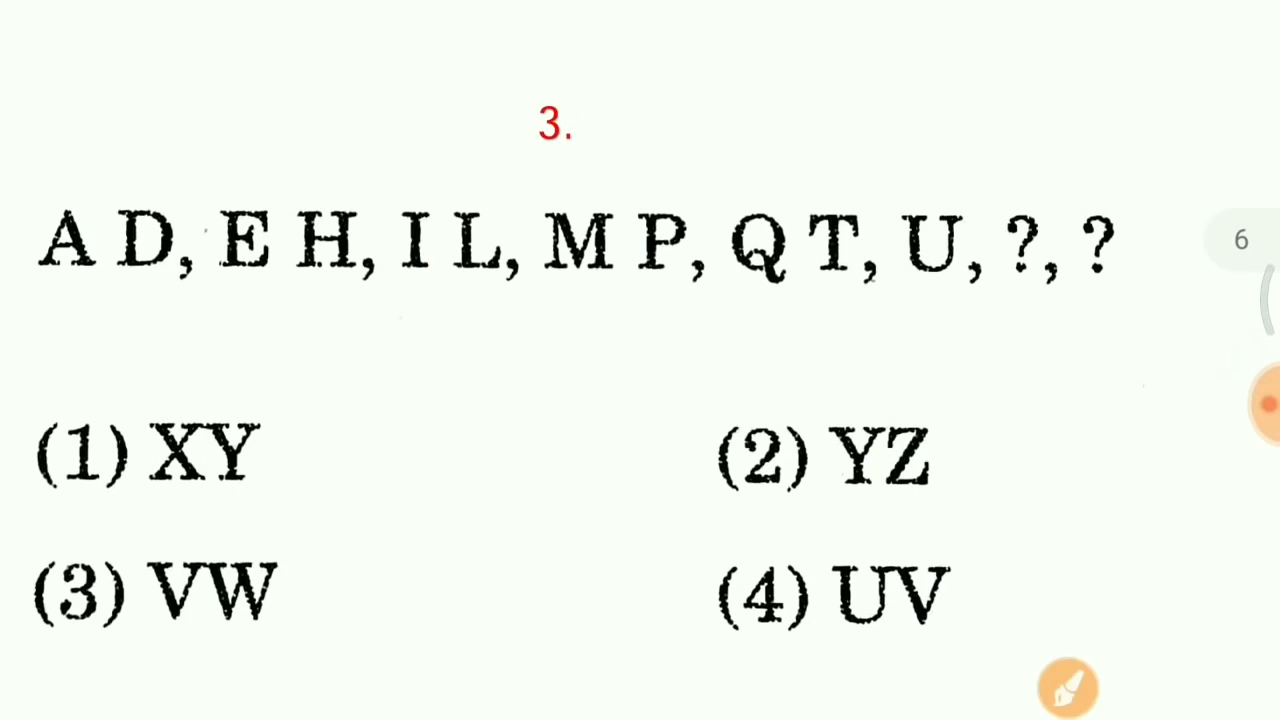 3.
A D, E H, I L, M P, Q T, U, ?, ?
6
(1) XY (2) YZ
(3) VW (4) UV